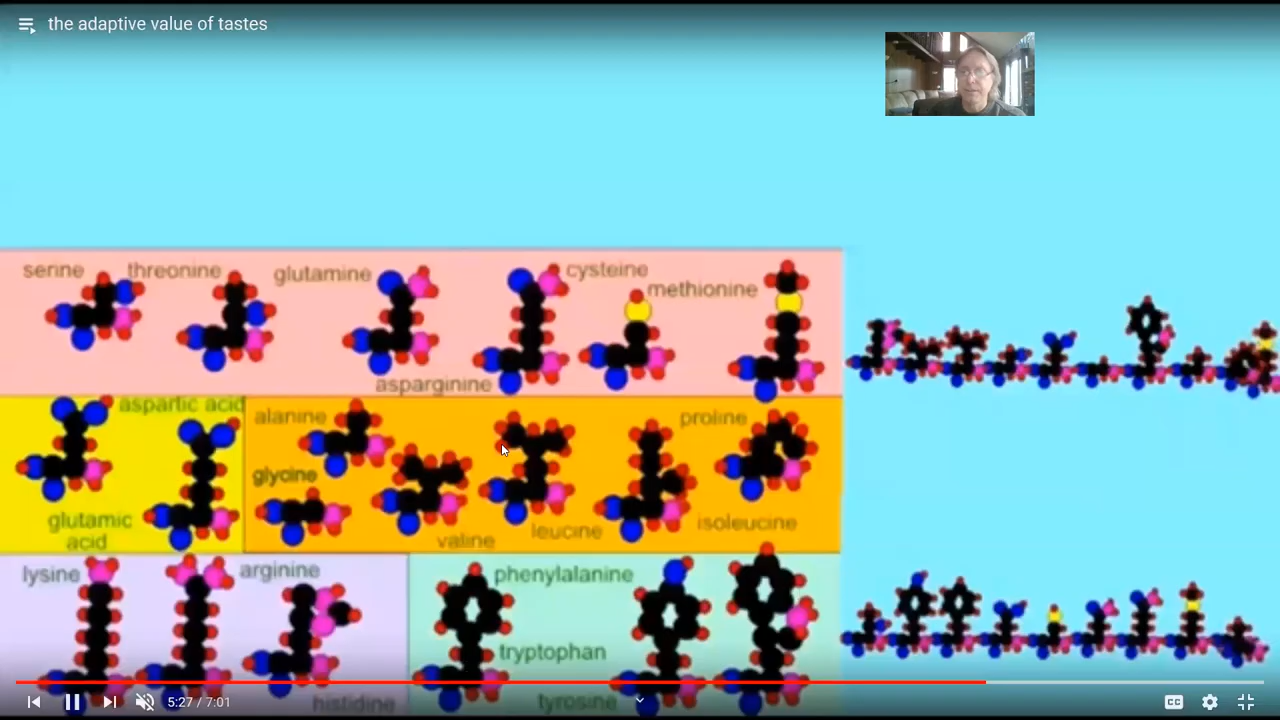 the adaptive value of tastes
serine threonine glutamine cysteine
methionine
asparginine
aspartic acid alanine proline
glycine
glutamic
acid
valine leucine isoleucine
lysine arginine phenylalanine
tryptophan
histidine tyrosine
5:27 / 7:01
CC